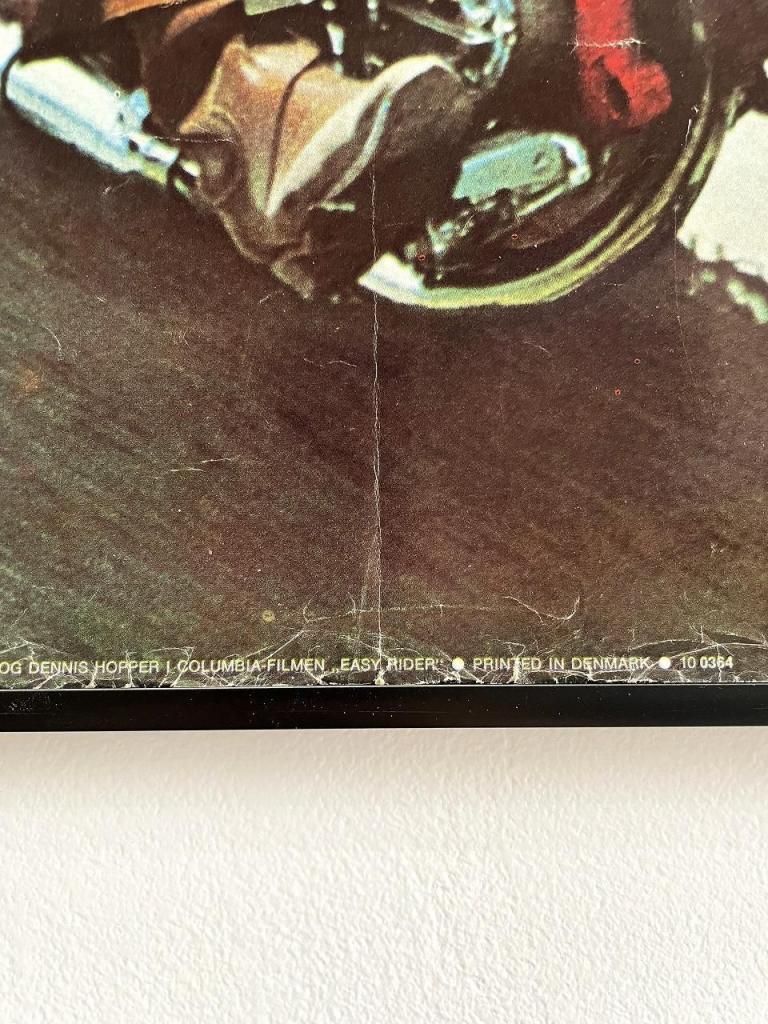 OG DENNIS HOPPER I COLUMBIA-FILMEN „EASY RIDER" ● PRINTED IN DENMARK ● 10 0364